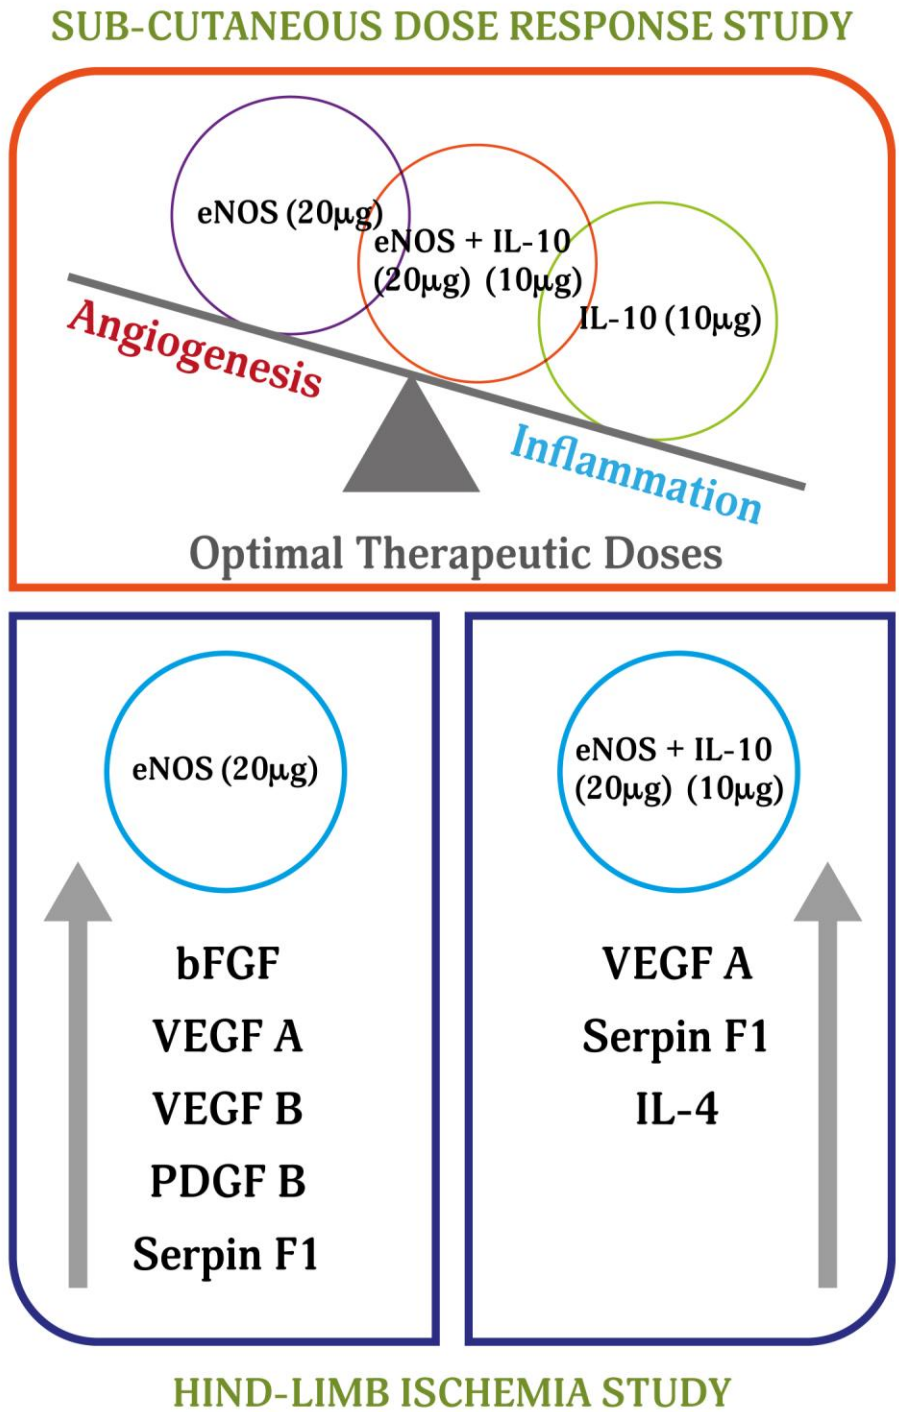 SUB-CUTANEOUS DOSE RESPONSE STUDY
eNOS (20μg)
eNOS + IL-10
(20μg) (10μg)
IL-10 (10μg)
Angiogenesis
Inflammation
Optimal Therapeutic Doses
eNOS (20μg)
bFGF
VEGF A
VEGF B
PDGF B
Serpin F1
eNOS + IL-10
(20μg) (10μg)
VEGF A
Serpin F1
IL-4
HIND-LIMB ISCHEMIA STUDY